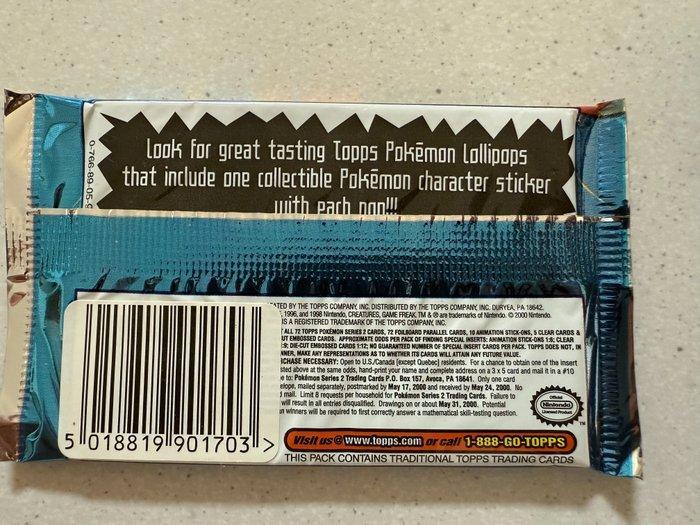 Look for great tasting Topps Pokémon Lollipops
that include one collectible Pokémon character sticker
with each pop!!!
0-766-89-05-9
ATED BY THE TOPPS COMPANY, INC. DISTRIBUTED BY THE TOPPS COMPANY, INC. DURYEA, PA 18642.
, 1996, and 1998 Nintendo, CREATURES, GAME FREAK. TM & ® are trademarks of Nintendo. © 2000 Nintendo.
IS A REGISTERED TRADEMARK OF THE TOPPS COMPANY, INC.
ALL 72 TOPPS POKÉMON SERIES 2 CARDS, 72 FOILBOARD PARALLEL CARDS, 10 ANIMATION STICK-ONS, 5 CLEAR CARDS &
UT EMBOSSED CARDS. APPROXIMATE ODDS PER PACK OF FINDING SPECIAL INSERTS: ANIMATION STICK-ONS 1:6; CLEAR
:9; DIE-CUT EMBOSSED CARDS 1:12; NO GUARANTEED NUMBER OF SPECIAL INSERT CARDS PER PACK. TOPPS DOES NOT, IN
NNER, MAKE ANY REPRESENTATIONS AS TO WHETHER ITS CARDS WILL ATTAIN ANY FUTURE VALUE.
CHASE NECESSARY: Open to U.S./Canada [except Quebec] residents. For a chance to obtain one of the insert
sted above at the same odds, hand-print your name and complete address on a 3 x 5 card and mail it in a #10
e to: Pokémon Series 2 Trading Cards P.O. Box 157, Avoca, PA 18641. Only one card
elope, mailed separately, postmarked by May 17, 2000 and received by May 24, 2000. No
mail. Limit 8 requests per household for Pokémon Series 2 Trading Cards. Failure to
will result in all entries disqualified. Drawings on or about May 31, 2000. Potential
winners will be required to first correctly answer a mathematical skill-testing question.
Official
Nintendo
Licensed Product
TM
Visit us @ www.topps.com or call 1-888-GO-TOPPS
THIS PACK CONTAINS TRADITIONAL TOPPS TRADING CARDS
5 018819 901703 >